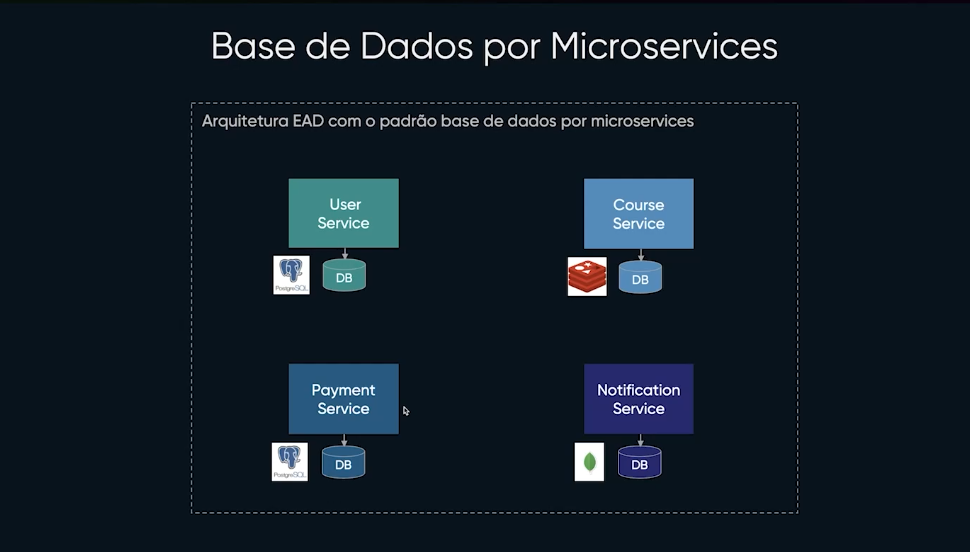 Base de Dados por Microservices
Arquitetura EAD com o padrão base de dados por microservices
User
Service
Course
Service
PostgreSQL
DB
DB
Payment
Service
Notification
Service
PostgreSQL
DB
DB